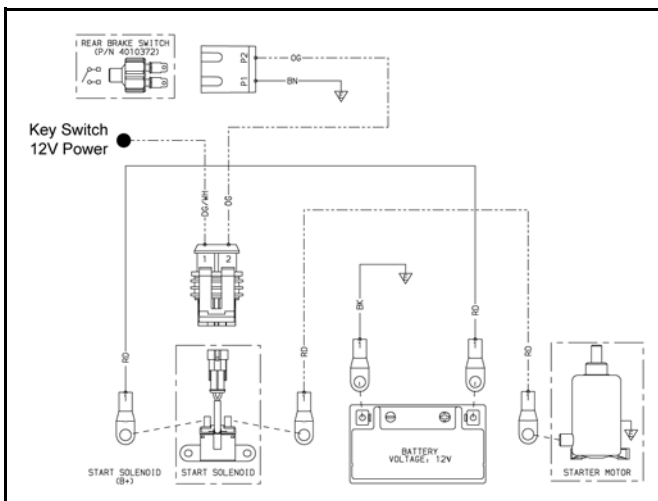 REAR BRAKE SWITCH
(P/N 4010372)
P2
P1
OG
BN
Key Switch
12V Power
OG/WH
OG
1 2
RD
RD
BK
RD
RD
BATTERY
VOLTAGE: 12V
START SOLENOID
(B+)
START SOLENOID
STARTER MOTOR